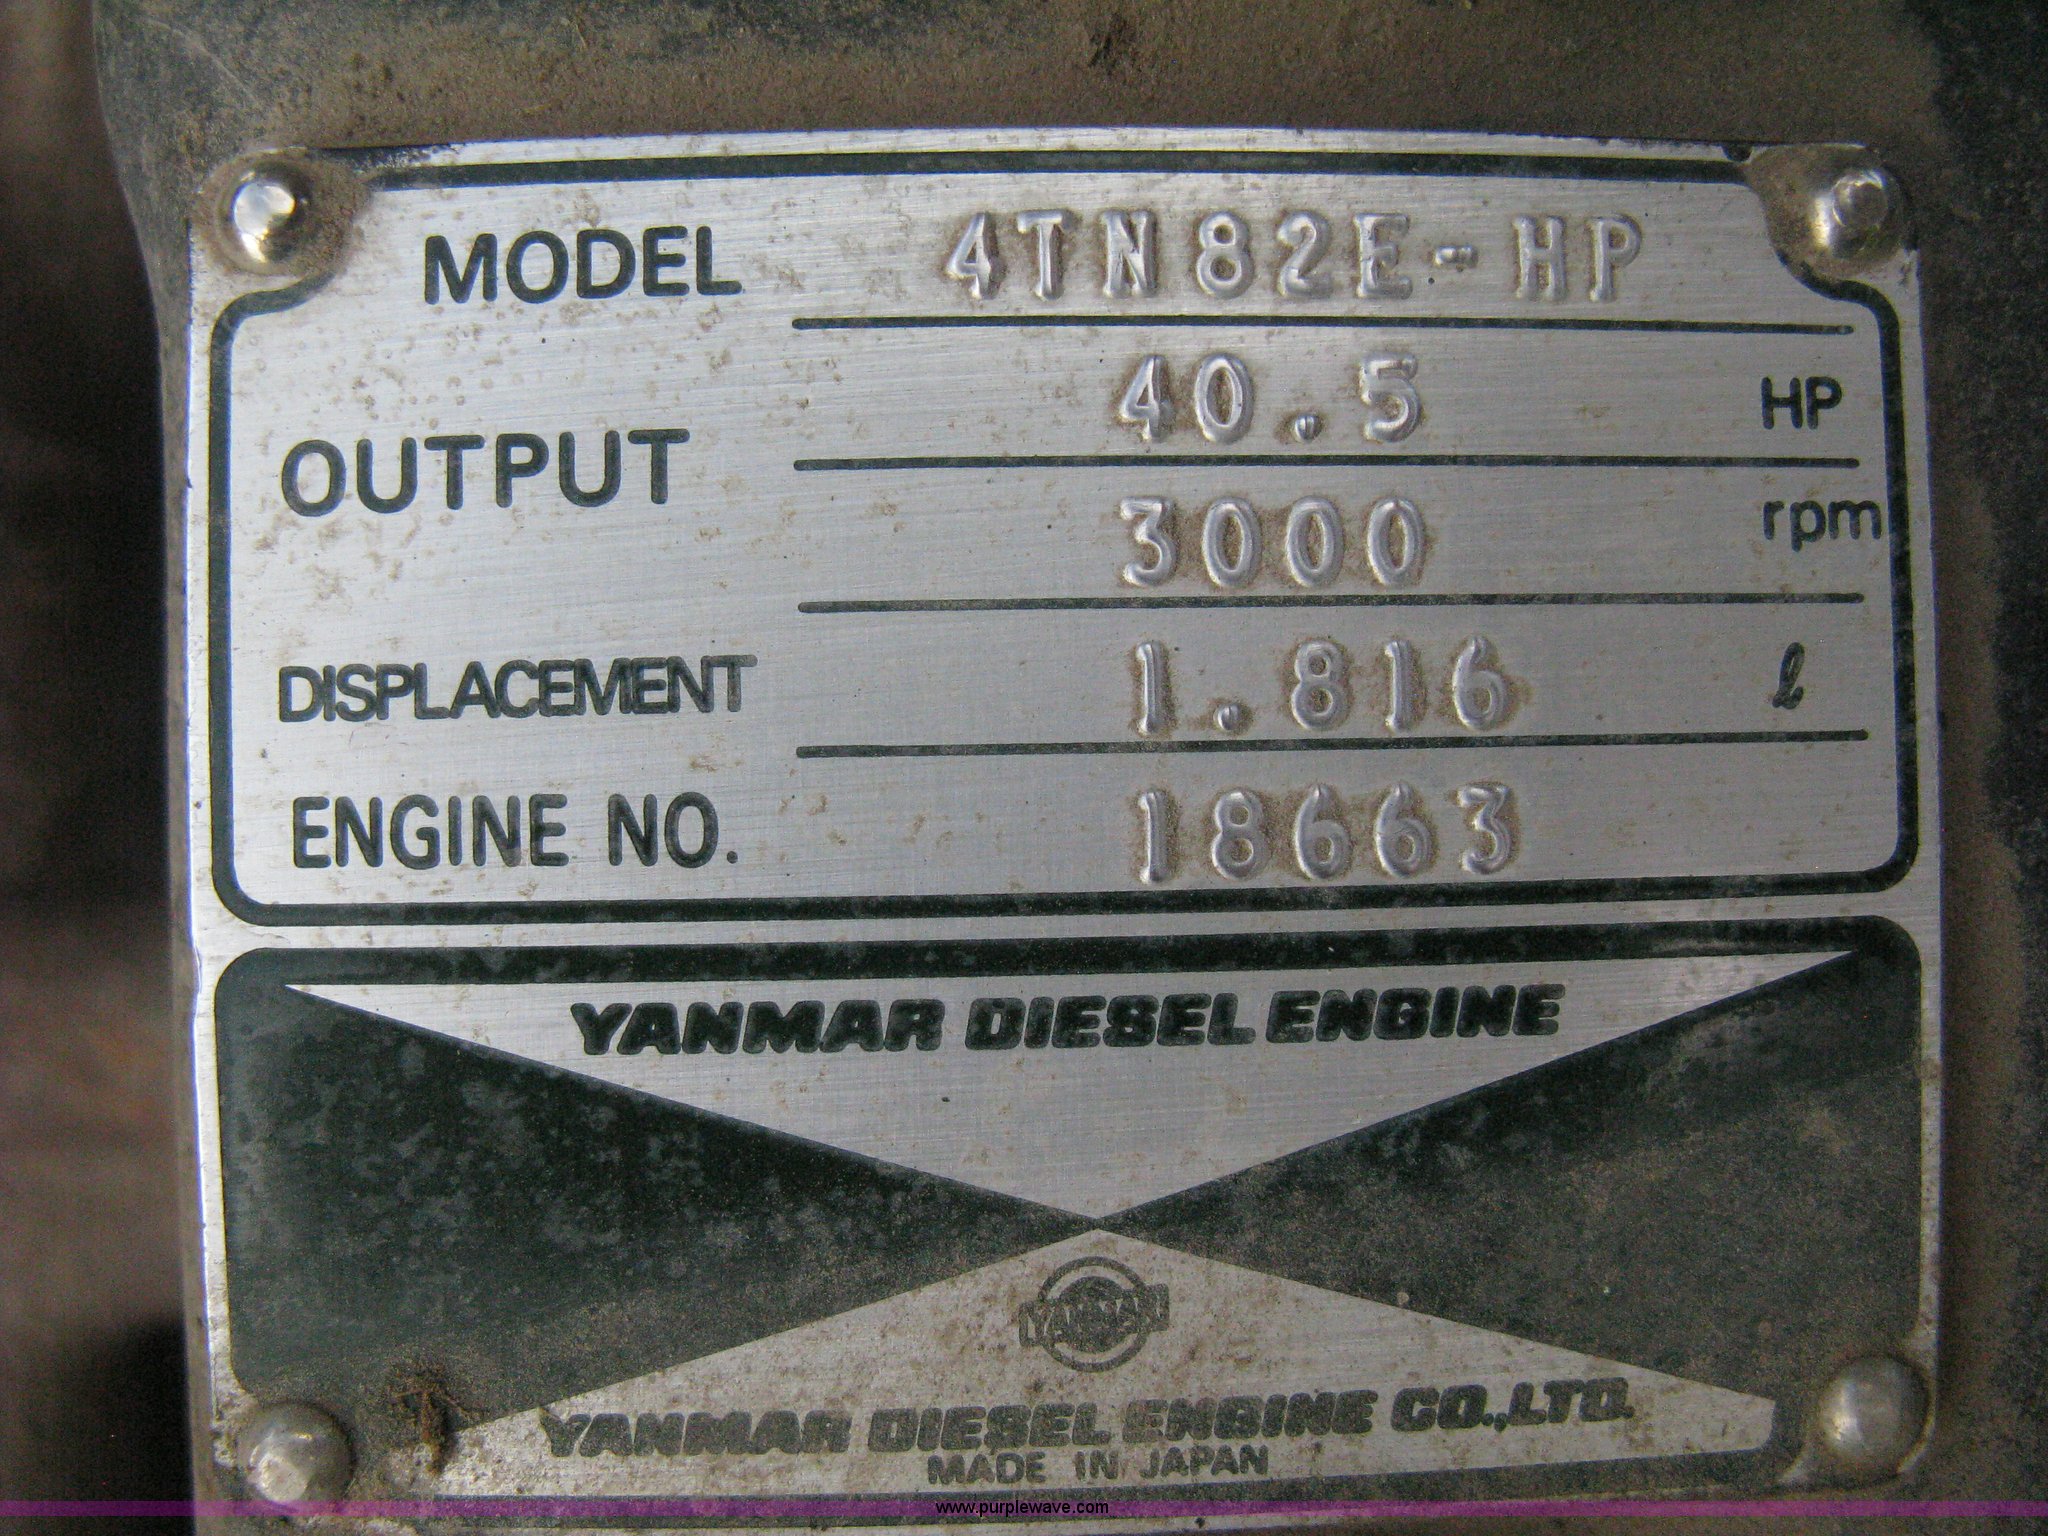 MODEL 4TN82E-HP
OUTPUT 40.5 HP
3000 rpm
DISPLACEMENT 1.816 ℓ
ENGINE NO. 18663
YANMAR DIESEL ENGINE
YANMAR
YANMAR DIESEL ENGINE CO.,LTD.
MADE IN JAPAN
www.purplewave.com